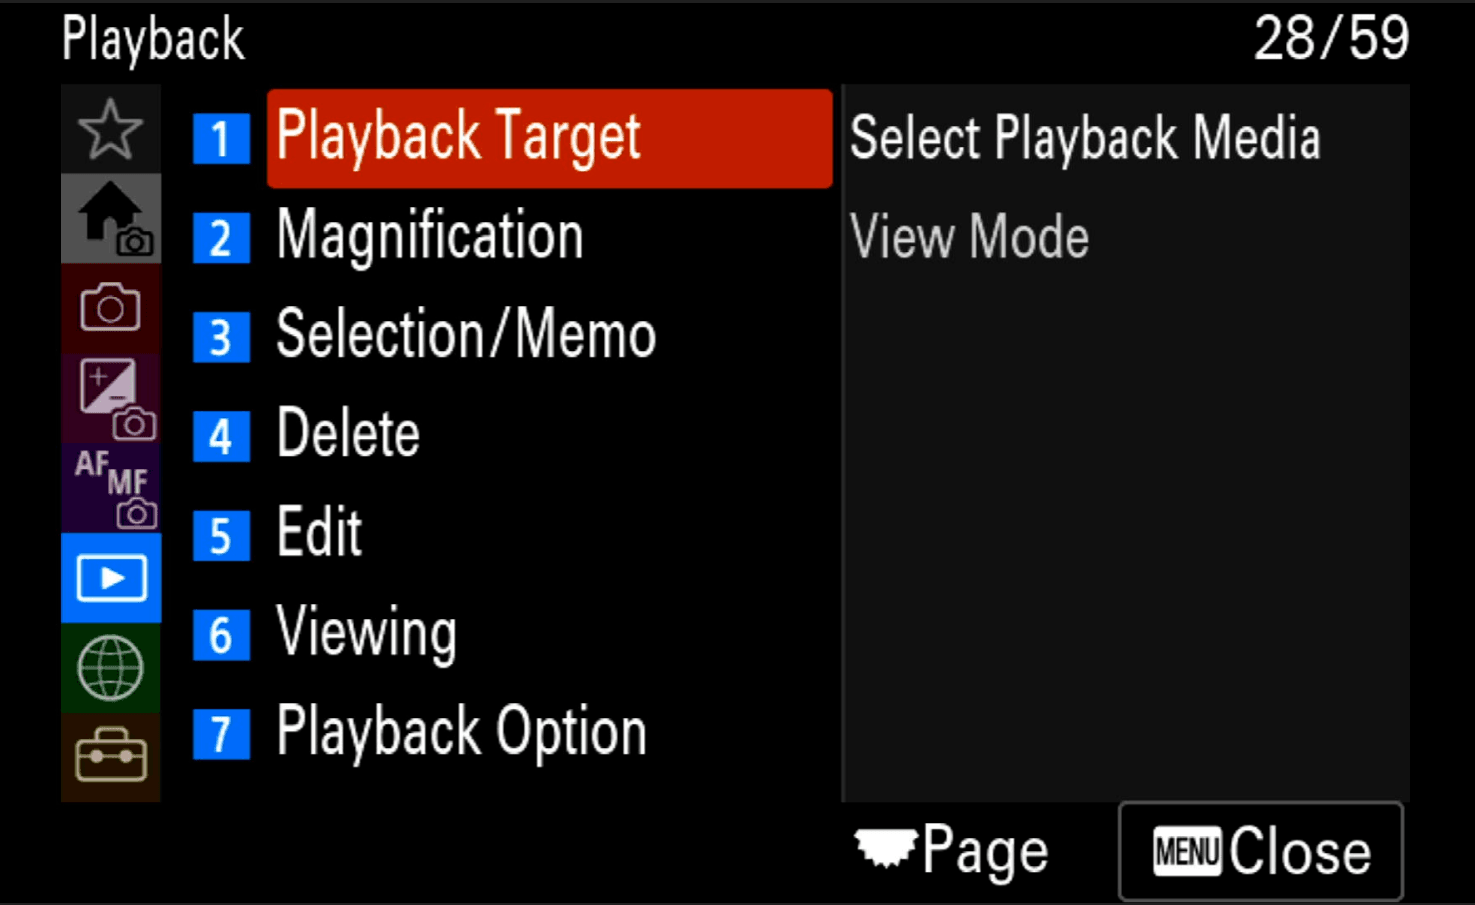 Playback 28/59
1 Playback Target
2 Magnification
3 Selection/Memo
4 Delete
5 Edit
6 Viewing
7 Playback Option
Select Playback Media
View Mode
+
-
AF
MF
Page
MENU Close